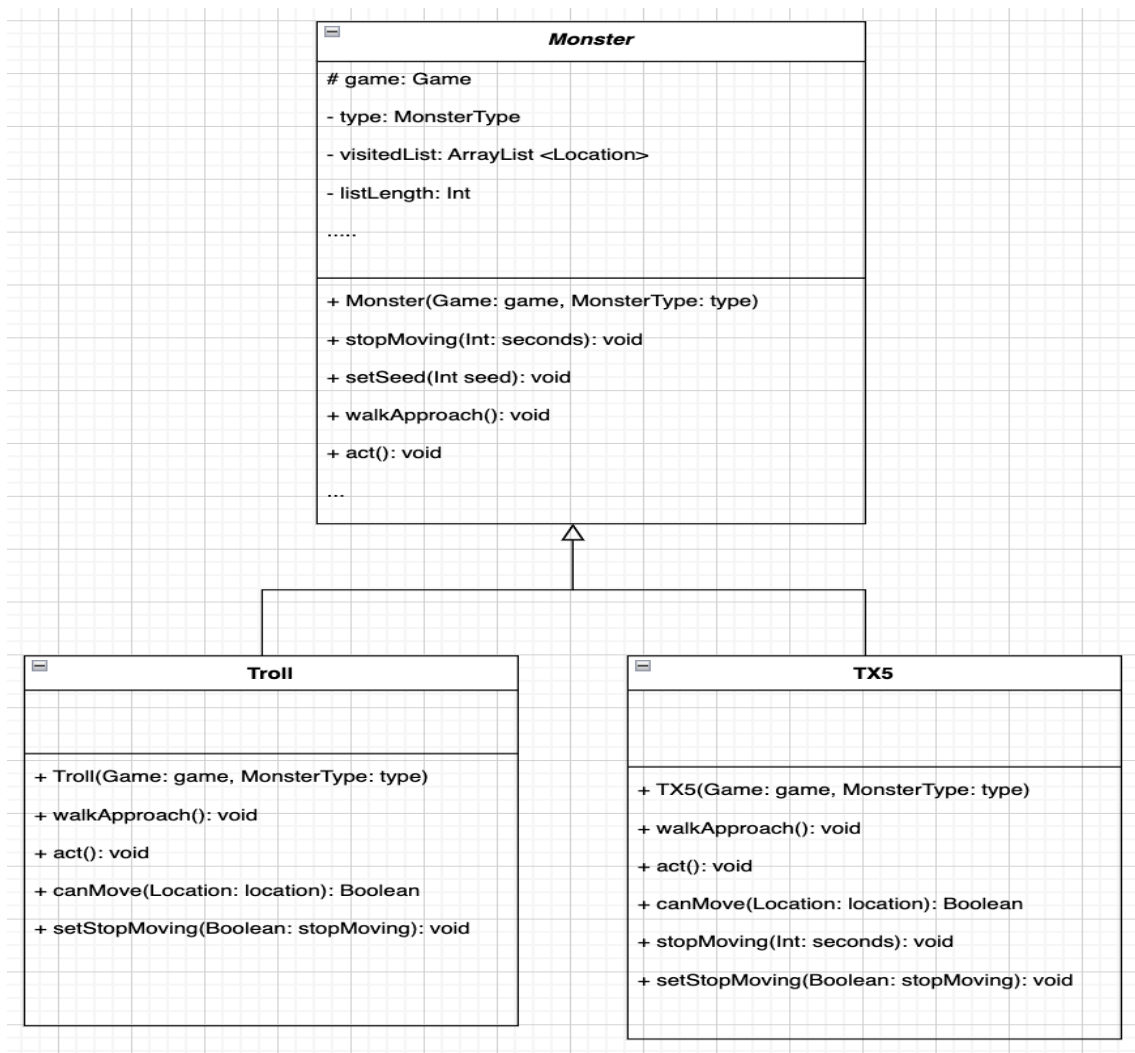 Monster
# game: Game
- type: MonsterType
- visitedList: ArrayList <Location>
- listLength: Int
.....
+ Monster(Game: game, MonsterType: type)
+ stopMoving(Int: seconds): void
+ setSeed(Int seed): void
+ walkApproach(): void
+ act(): void
...
Troll
+ Troll(Game: game, MonsterType: type)
+ walkApproach(): void
+ act(): void
+ canMove(Location: location): Boolean
+ setStopMoving(Boolean: stopMoving): void
TX5
+ TX5(Game: game, MonsterType: type)
+ walkApproach(): void
+ act(): void
+ canMove(Location: location): Boolean
+ stopMoving(Int: seconds): void
+ setStopMoving(Boolean: stopMoving): void